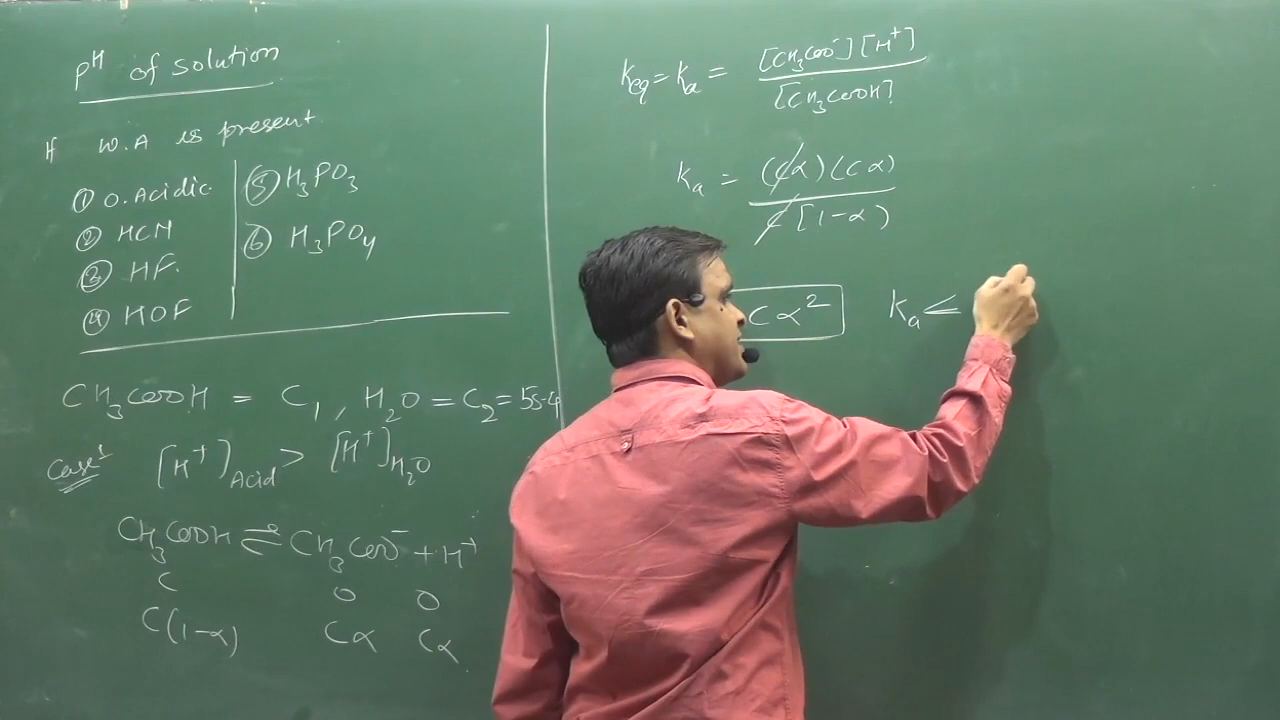 pH of solution
If W.A is present
① O. Acidic
② HCN
③ HF.
④ HOF
⑤ H₃PO₃
⑥ H₃PO₄
CH₃COOH = C₁, H₂O = C₂ = 55.4
Case 1 [H⁺]Acid > [H⁺]H₂O
CH₃COOH ⇌ CH₃COO⁻ + H⁺
C 0 0
C(1-α) Cα Cα
Keq = Ka = [CH₃COO⁻][H⁺] / [CH₃COOH]
Ka = (Cα)(Cα) / C[1-α)
Cα²
Ka ≤